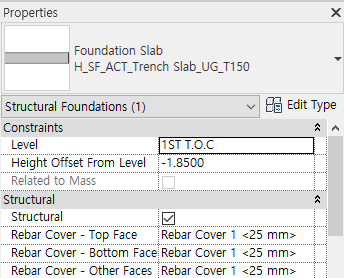 Properties
Foundation Slab
H_SF_ACT_Trench Slab_UG_T150
Structural Foundations (1)
Edit Type
Constraints
Level 1ST T.O.C
Height Offset From Level -1.8500
Related to Mass
Structural
Structural
Rebar Cover - Top Face Rebar Cover 1 <25 mm>
Rebar Cover - Bottom Face Rebar Cover 1 <25 mm>
Rebar Cover - Other Faces Rebar Cover 1 <25 mm>